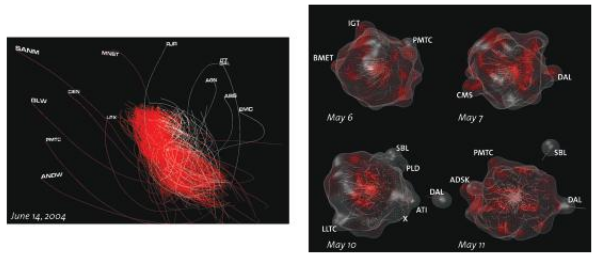 SANM
MNST
BLW
PMTC
ANDW
June 14, 2004
IGT
PMTC
BMET
May 6
DAL
CMS
May 7
SBL
PLD
DAL
ATI
X
LLTC
May 10
PMTC
SBL
ADSK
DAL
May 11